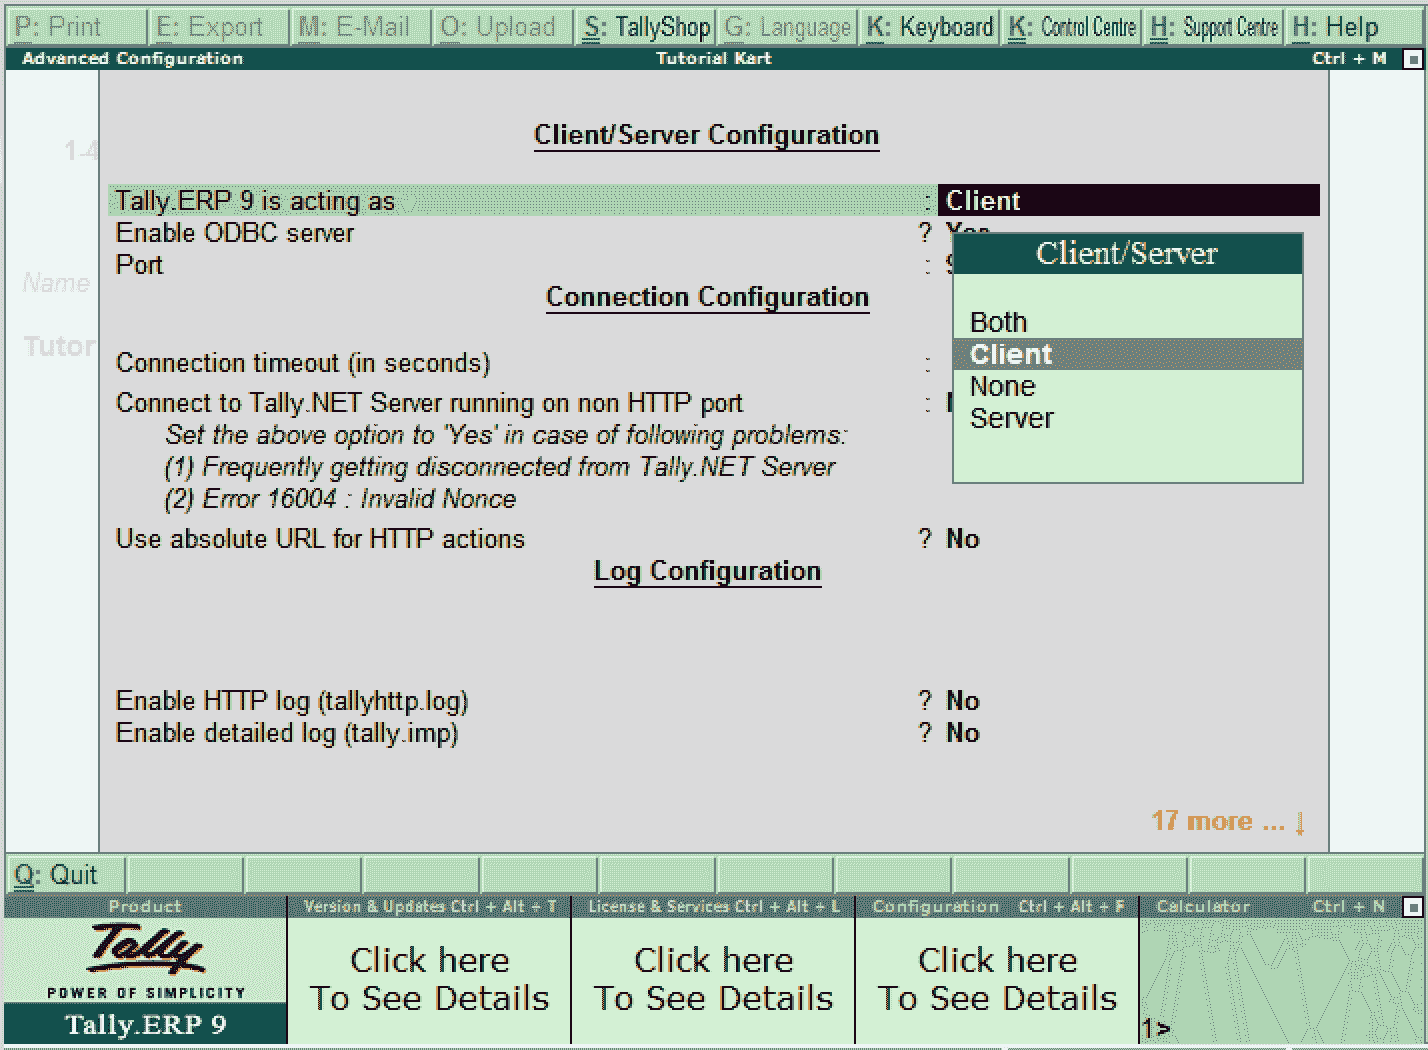 P: Print E: Export M: E-Mail O: Upload S: TallyShop G: Language K: Keyboard K: Control Centre H: Support Centre H: Help
Advanced Configuration Tutorial Kart Ctrl + M
1-4
Client/Server Configuration
Tally.ERP 9 is acting as : Client
Enable ODBC server ? Yes
Port : 9
Client/Server
Both
Client
None
Server
Name
Tutor
Connection Configuration
Connection timeout (in seconds) :
Connect to Tally.NET Server running on non HTTP port :
Set the above option to 'Yes' in case of following problems:
(1) Frequently getting disconnected from Tally.NET Server
(2) Error 16004 : Invalid Nonce
Use absolute URL for HTTP actions ? No
Log Configuration
Enable HTTP log (tallyhttp.log) ? No
Enable detailed log (tally.imp) ? No
17 more ... ↓
Q: Quit
Product Version & Updates Ctrl + Alt + T License & Services Ctrl + Alt + L Configuration Ctrl + Alt + F Calculator Ctrl + N
Tally
POWER OF SIMPLICITY
Tally.ERP 9
Click here
To See Details
Click here
To See Details
Click here
To See Details
1>